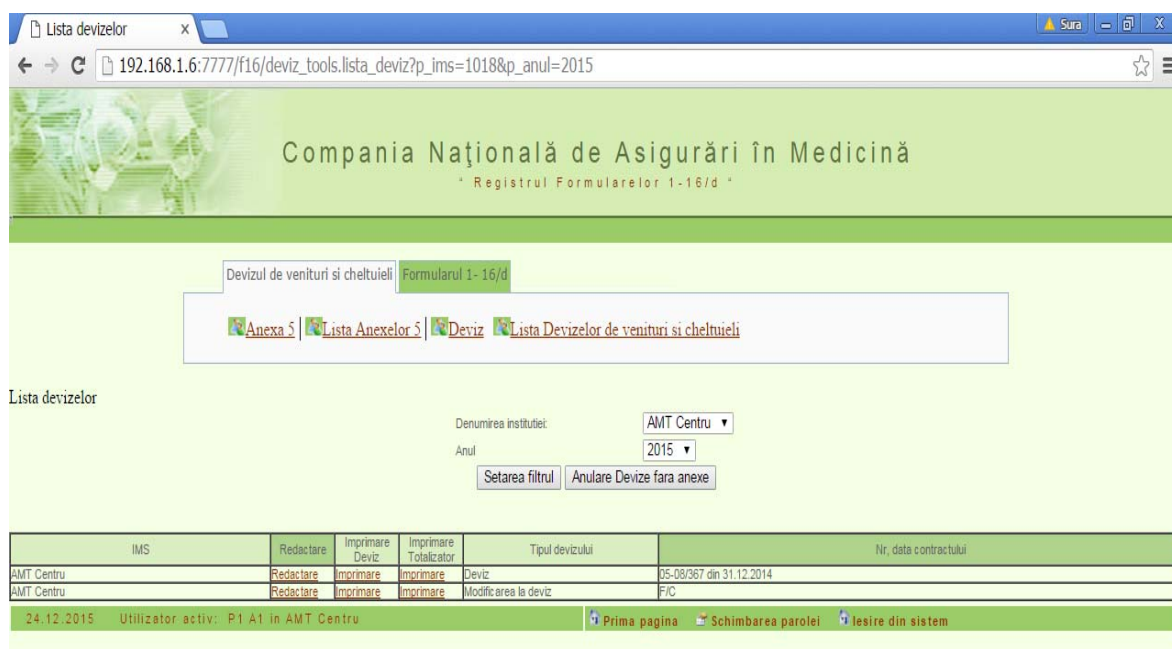 Lista devizelor x
Sura
192.168.1.6:7777/f16/deviz_tools.lista_deviz?p_ims=1018&p_anul=2015
Compania Naţională de Asigurări în Medicină
" Registrul Formularelor 1-16/d "
Devizul de venituri si cheltuieli Formularul 1- 16/d
Anexa 5 Lista Anexelor 5 Deviz Lista Devizelor de venituri si cheltuieli
Lista devizelor
Denumirea institutiei: AMT Centru
Anul 2015
Setarea filtrul Anulare Devize fara anexe
IMS Redactare Imprimare Deviz Imprimare Totalizator Tipul devizului Nr, data contractului
AMT Centru Redactare Imprimare Imprimare Deviz 05-08/367 din 31.12.2014
AMT Centru Redactare Imprimare Imprimare Modificarea la deviz F/C
24.12.2015 Utilizator activ: P1 A1 in AMT Centru Prima pagina Schimbarea parolei Iesire din sistem